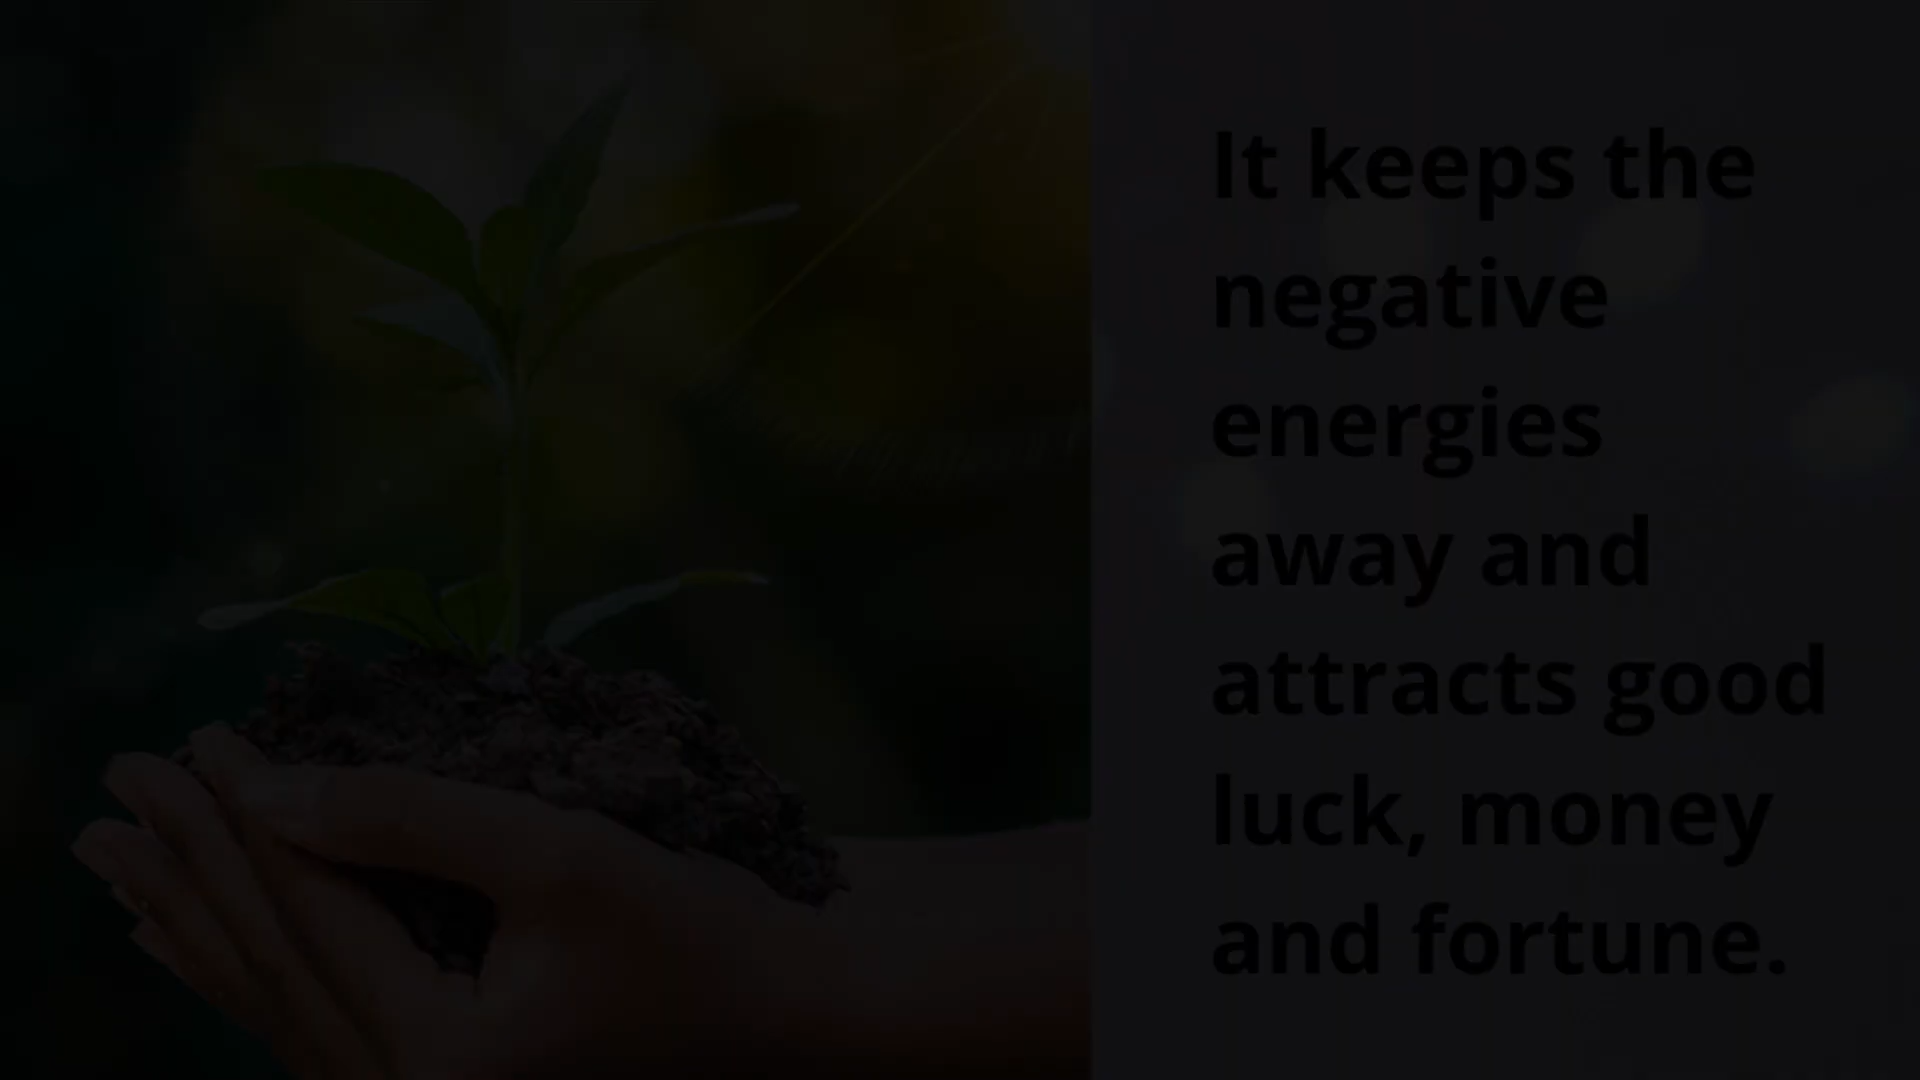 It keeps the
negative
energies
away and
attracts good
luck, money
and fortune.